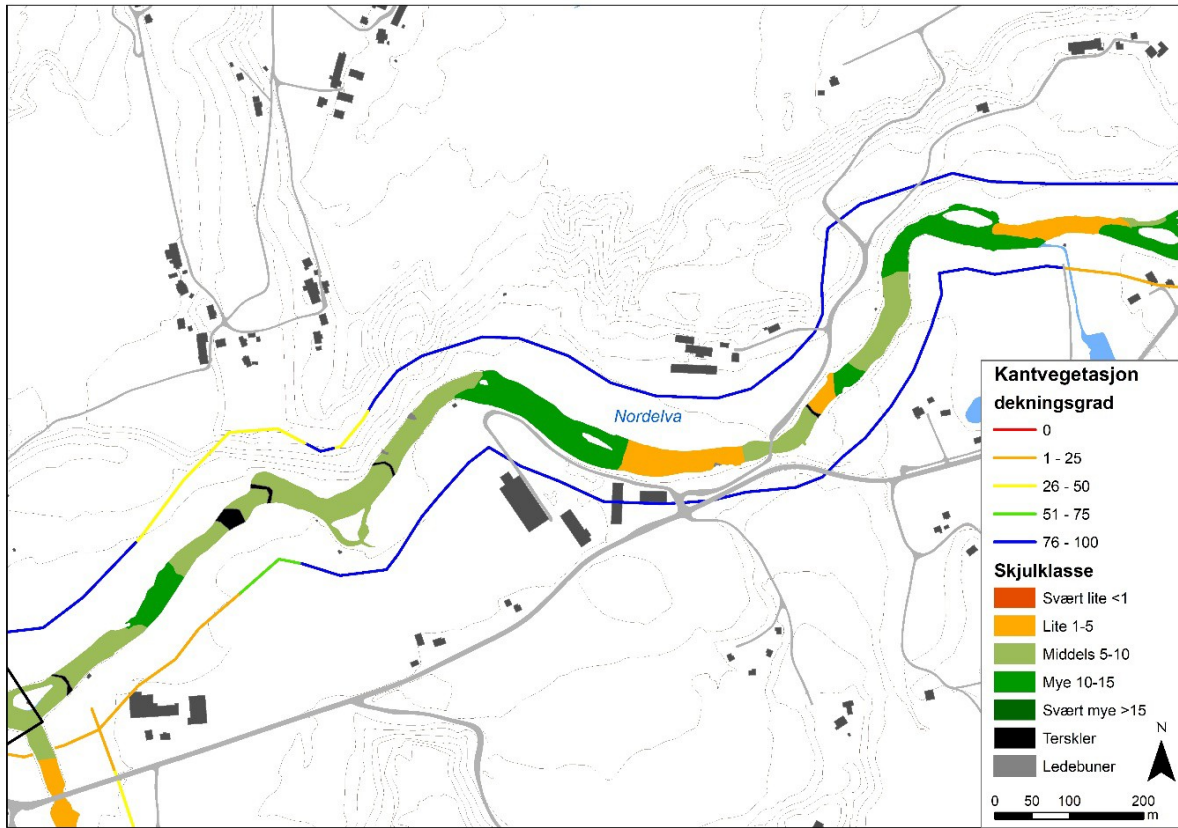 Nordelva
Kantvegetasjon
dekningsgrad
0
1 - 25
26 - 50
51 - 75
76 - 100
Skjulklasse
Svært lite <1
Lite 1-5
Middels 5-10
Mye 10-15
Svært mye >15
Terskler
Ledebuner
N
0 50 100 200
m